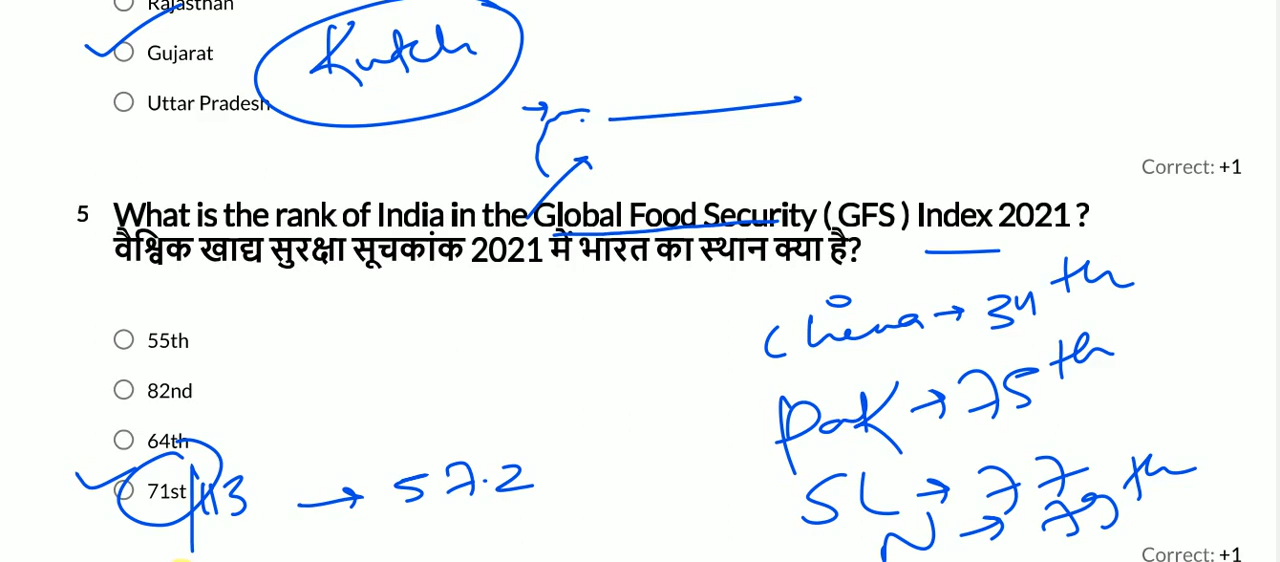 Rajasthan
Gujarat
Kutch
Uttar Pradesh
Correct: +1
5 What is the rank of India in the Global Food Security ( GFS ) Index 2021 ?
वैश्विक खाद्य सुरक्षा सूचकांक 2021 में भारत का स्थान क्या है?
China → 34th
55th
Pak → 75th
82nd
64th
71st /113 → 57.2
SL → 77th
N → 79
Correct: +1